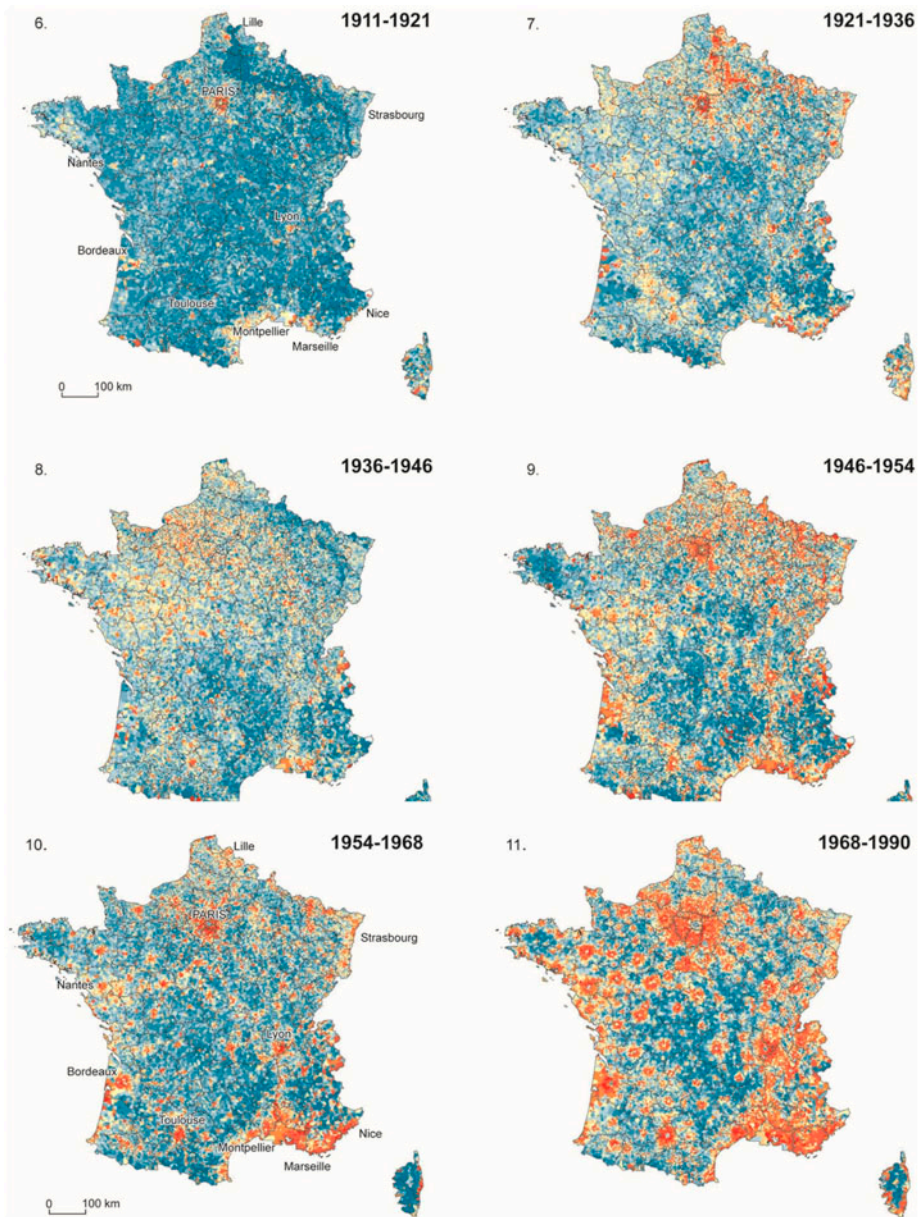 6.
1911-1921
Lille
PARIS
Strasbourg
Nantes
Lyon
Bordeaux
Toulouse
Nice
Montpellier
Marseille
0 100 km
7.
1921-1936
8.
1936-1946
9.
1946-1954
10.
1954-1968
Lille
PARIS
Strasbourg
Nantes
Lyon
Bordeaux
Toulouse
Nice
Montpellier
Marseille
0 100 km
11.
1968-1990